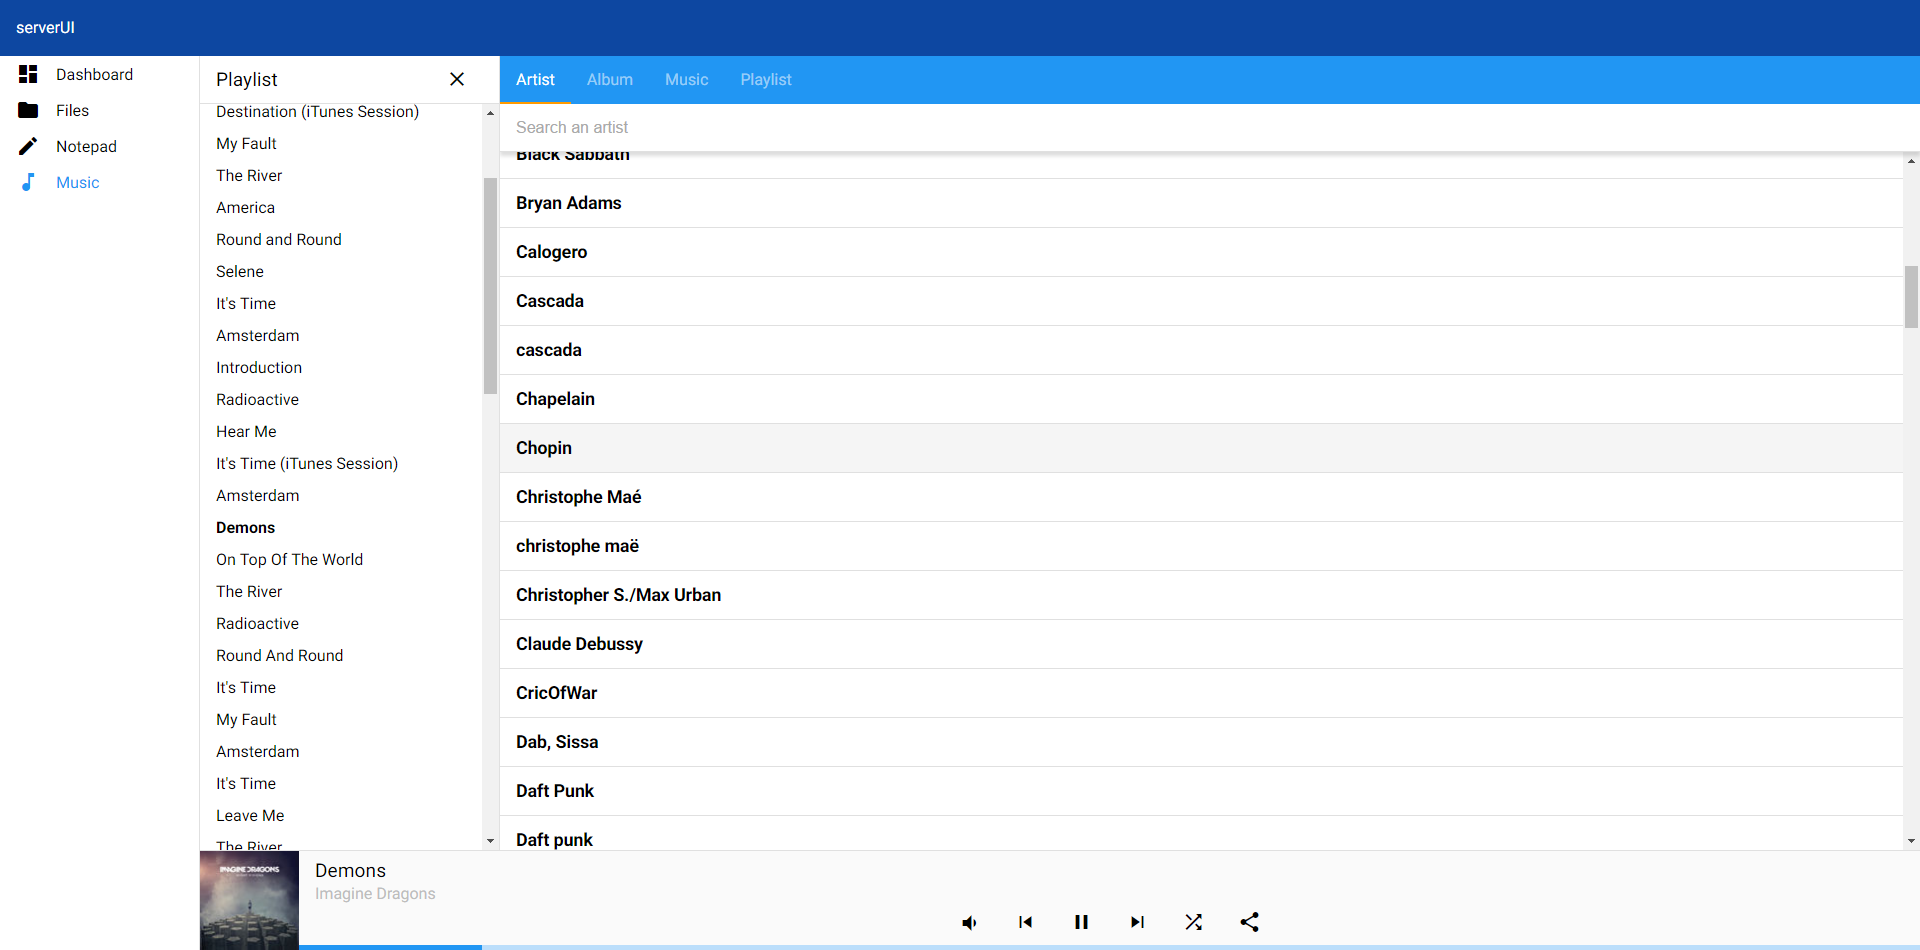 serverUI
Dashboard
Files
Notepad
Music
Playlist
Destination (iTunes Session)
My Fault
The River
America
Round and Round
Selene
It's Time
Amsterdam
Introduction
Radioactive
Hear Me
It's Time (iTunes Session)
Amsterdam
Demons
On Top Of The World
The River
Radioactive
Round And Round
It's Time
My Fault
Amsterdam
It's Time
Leave Me
The River
Artist Album Music Playlist
Search an artist
Black Sabbath
Bryan Adams
Calogero
Cascada
cascada
Chapelain
Chopin
Christophe Maé
christophe maë
Christopher S./Max Urban
Claude Debussy
CricOfWar
Dab, Sissa
Daft Punk
Daft punk
IMAGINE DRAGONS
Demons
Imagine Dragons